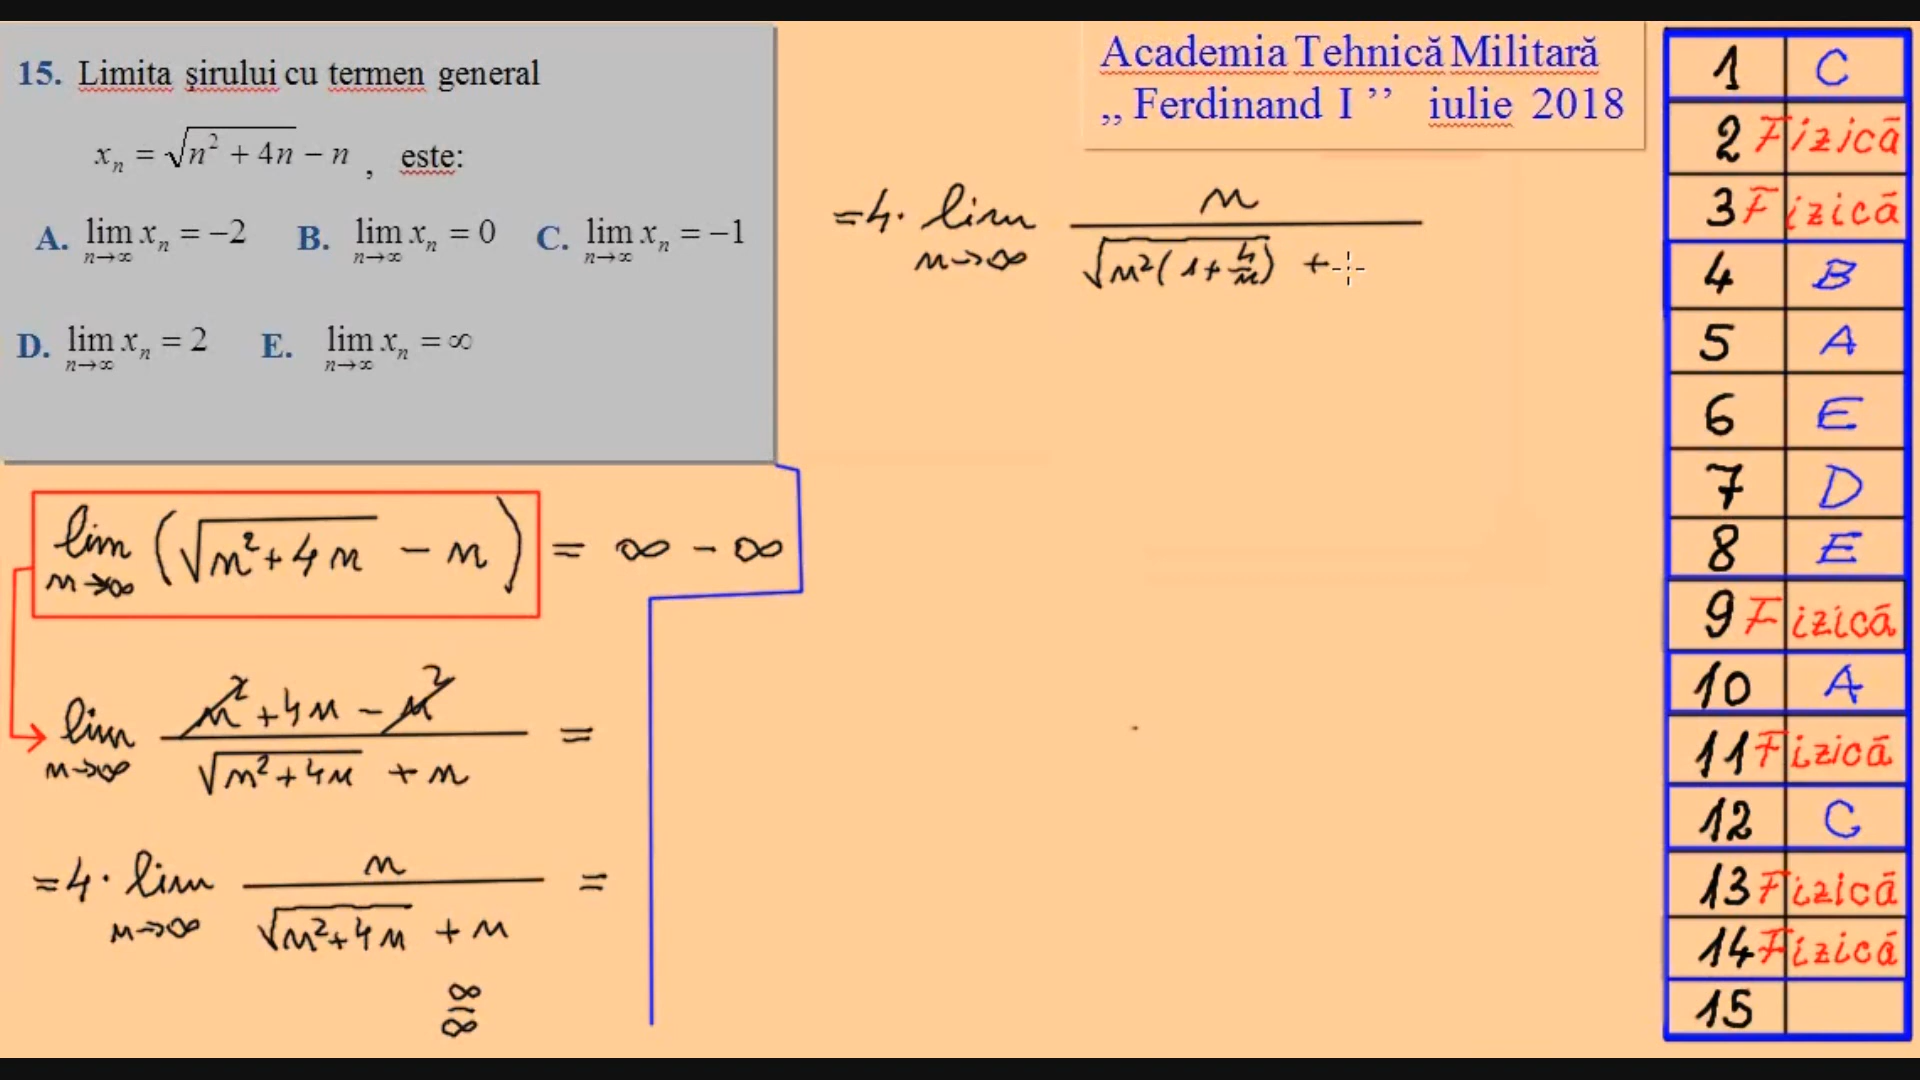 15. Limita şirului cu termen general
xₙ = √(n² + 4n) − n , este:
A. lim xₙ = −2 B. lim xₙ = 0 C. lim xₙ = −1
n→∞ n→∞ n→∞
D. lim xₙ = 2 E. lim xₙ = ∞
n→∞ n→∞
lim (√(n²+4n) − n) = ∞ − ∞
n→∞
lim (n²+4n − n²)/(√(n²+4n) + n) =
n→∞
=4· lim n/(√(n²+4n) + n) =
n→∞
∞/∞
Academia Tehnică Militară
,, Ferdinand I ’’ iulie 2018
=4· lim n/(√(n²(1+4/n)) +
n→∞
1 C
2 Fizică
3 Fizică
4 B
5 A
6 E
7 D
8 E
9 Fizică
10 A
11 Fizică
12 C
13 Fizică
14 Fizică
15